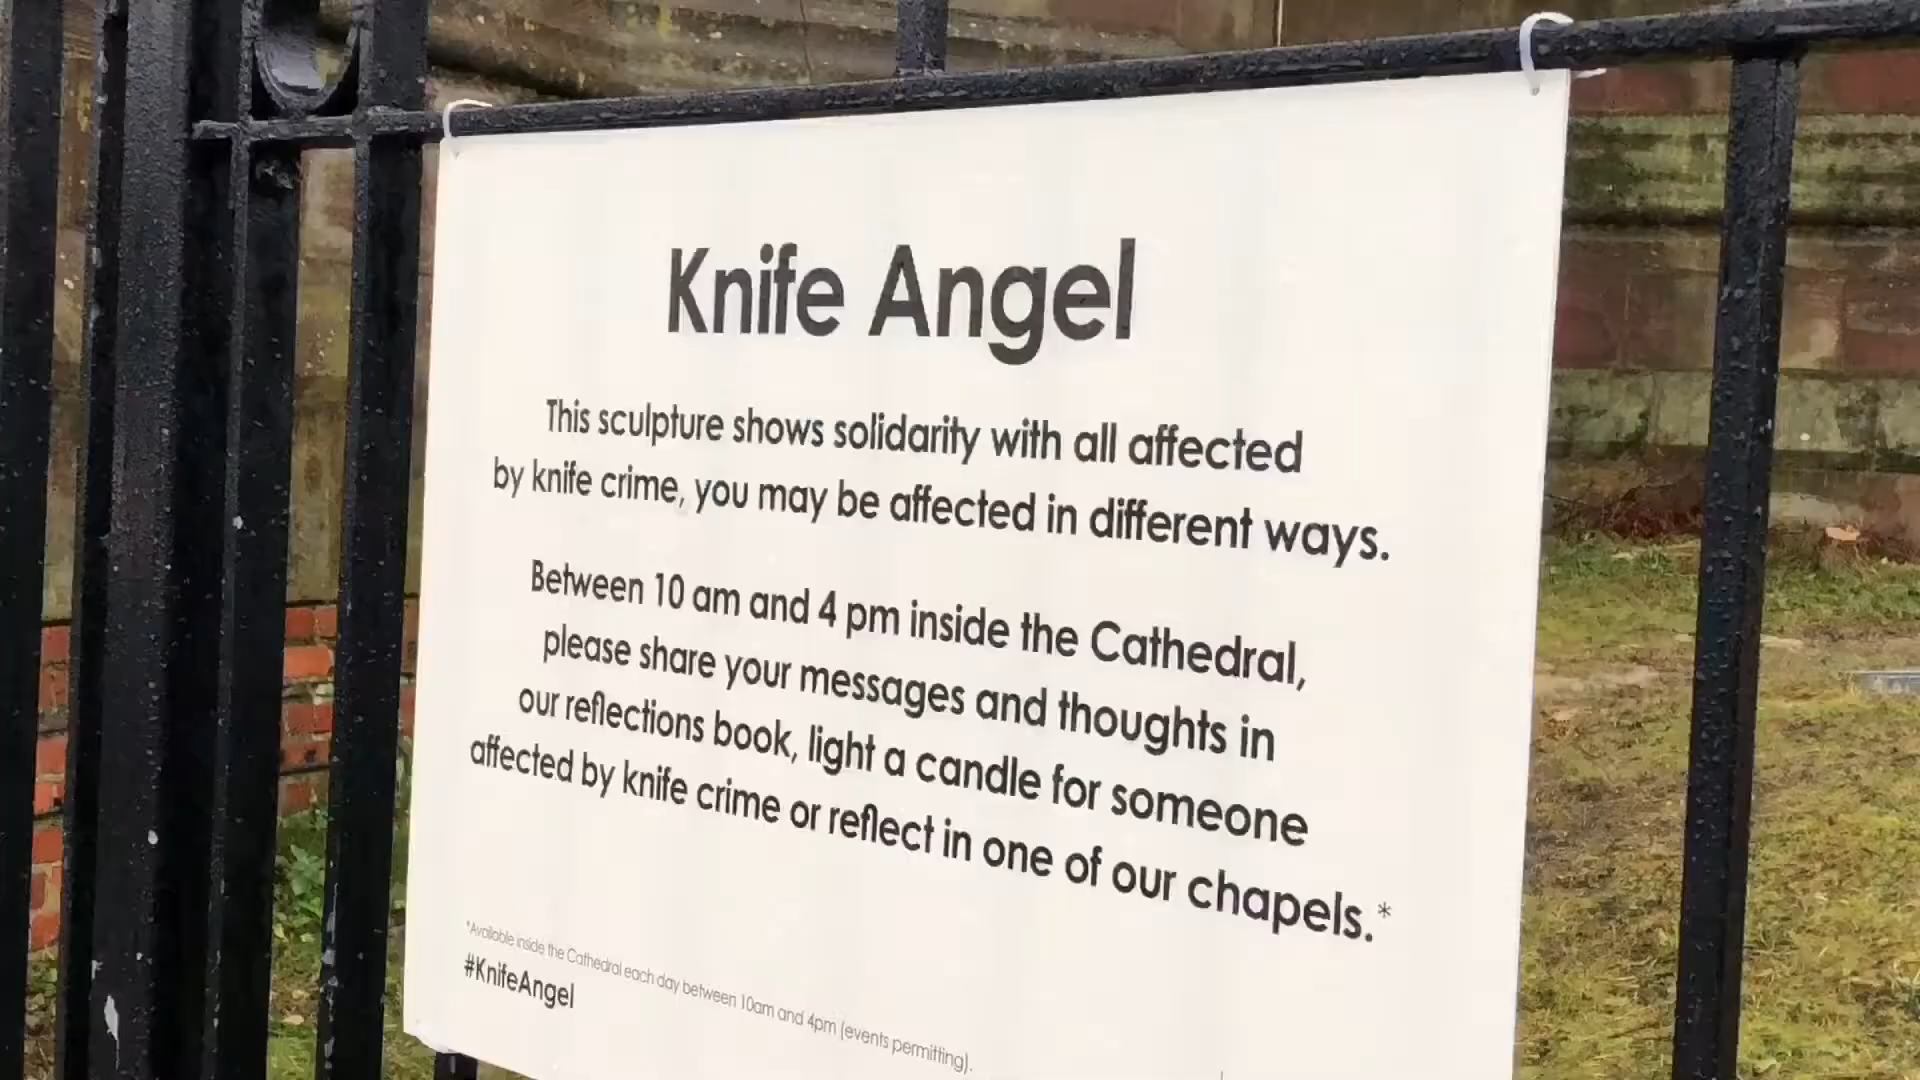 Knife Angel
This sculpture shows solidarity with all affected
by knife crime, you may be affected in different ways.
Between 10 am and 4 pm inside the Cathedral,
please share your messages and thoughts in
our reflections book, light a candle for someone
affected by knife crime or reflect in one of our chapels.*
*Available inside the Cathedral each day between 10am and 4pm (events permitting).
#KnifeAngel